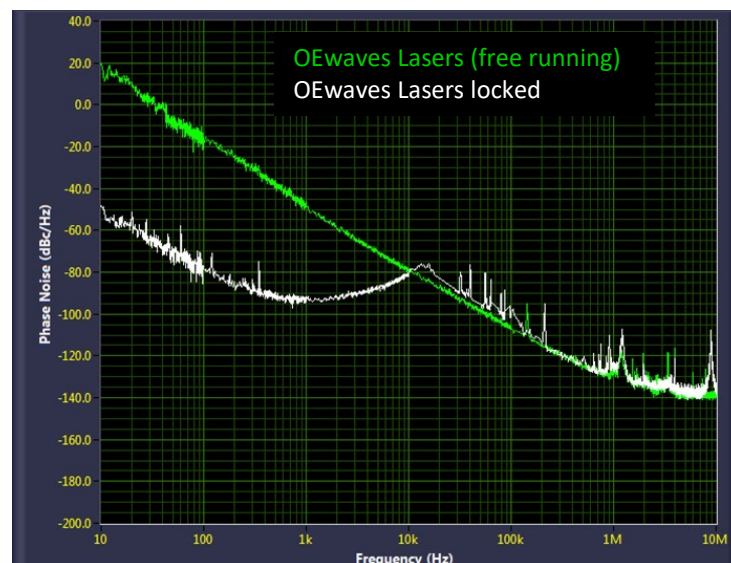 40.0
OEwaves Lasers (free running)
20.0
OEwaves Lasers locked
0.0
-20.0
-40.0
-60.0
Phase Noise (dBc/Hz)
-80.0
-100.0
-120.0
-140.0
-160.0
-180.0
-200.0
10 100 1k 10k 100k 1M 10M
Frequency (Hz)